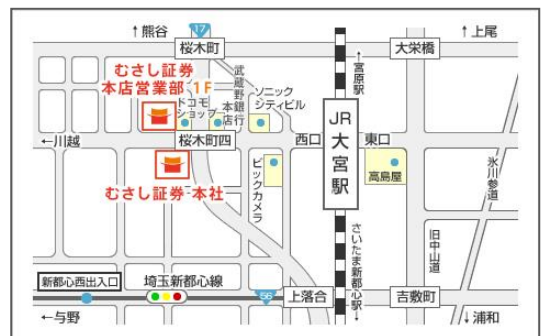 ↑熊谷
17
↑上尾
桜木町
大栄橋
むさし証券
本店営業部 1F
武蔵野銀行
本店
ソニック
シティビル
ドコモ
ショップ
↑宮原駅
←川越
桜木町四
西口
JR
大宮駅
東口
高島屋
氷川参道
むさし証券 本社
ビックカメラ
さいたま新都心駅↓
旧中山道
新都心西出入口
埼玉新都心線
56
上落合
吉敷町
←与野
↓浦和